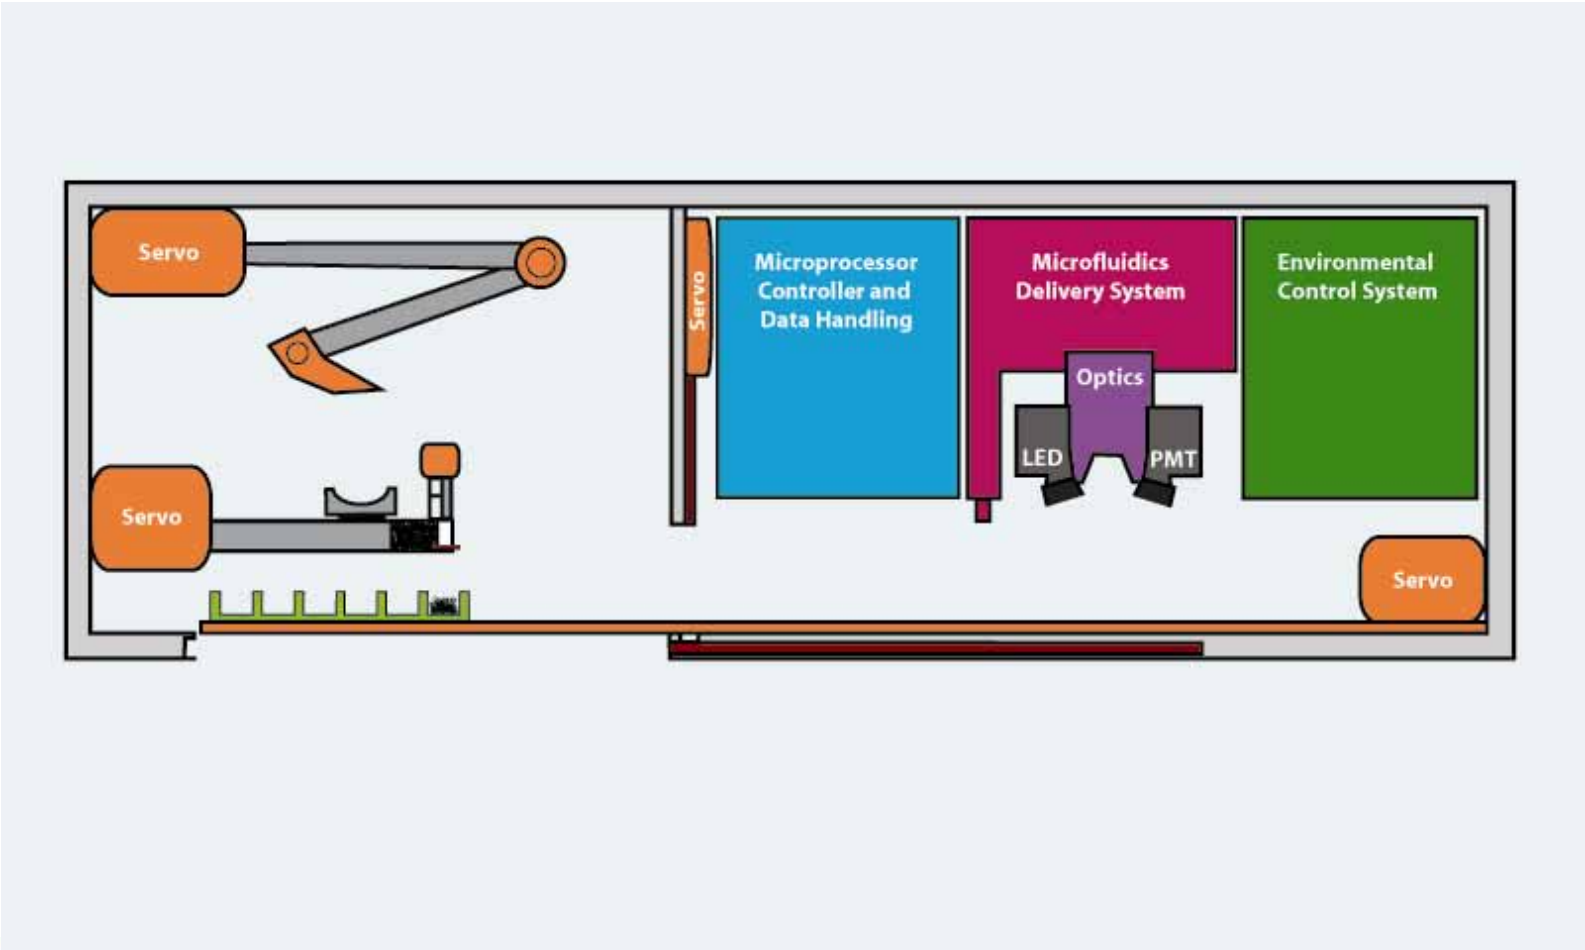 Servo
Servo
Microprocessor
Controller and
Data Handling
Microfluidics
Delivery System
Environmental
Control System
Optics
LED
PMT
Servo
Servo